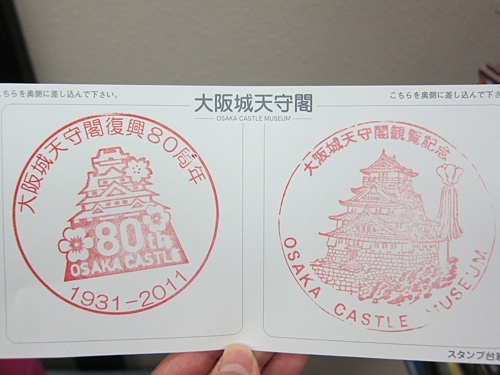 こちらを奥側に差し込んで下さい。
こちらを奥側に差し込んで下さ
大阪城天守閣
OSAKA CASTLE MUSEUM
大阪城天守閣復興80周年
80th
OSAKA CASTLE
1931-2011
大阪城天守閣観覧記念
OSAKA CASTLE MUSEUM
スタンプ台紙